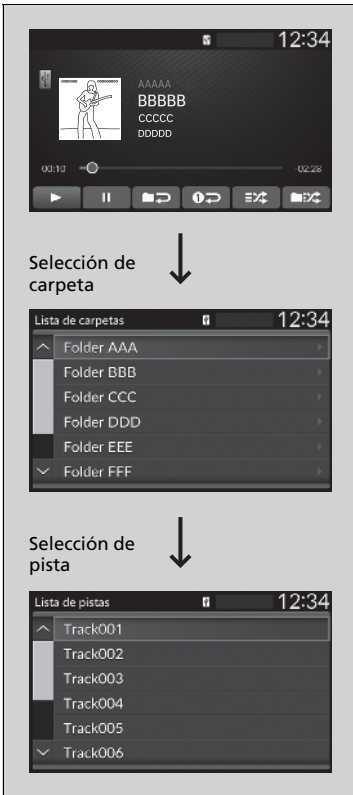 12:34
AAAAA
BBBBB
CCCCC
DDDDD
00:10 -02:28
Selección de
carpeta
Lista de carpetas 12:34
Folder AAA
Folder BBB
Folder CCC
Folder DDD
Folder EEE
Folder FFF
Selección de
pista
Lista de pistas 12:34
Track001
Track002
Track003
Track004
Track005
Track006